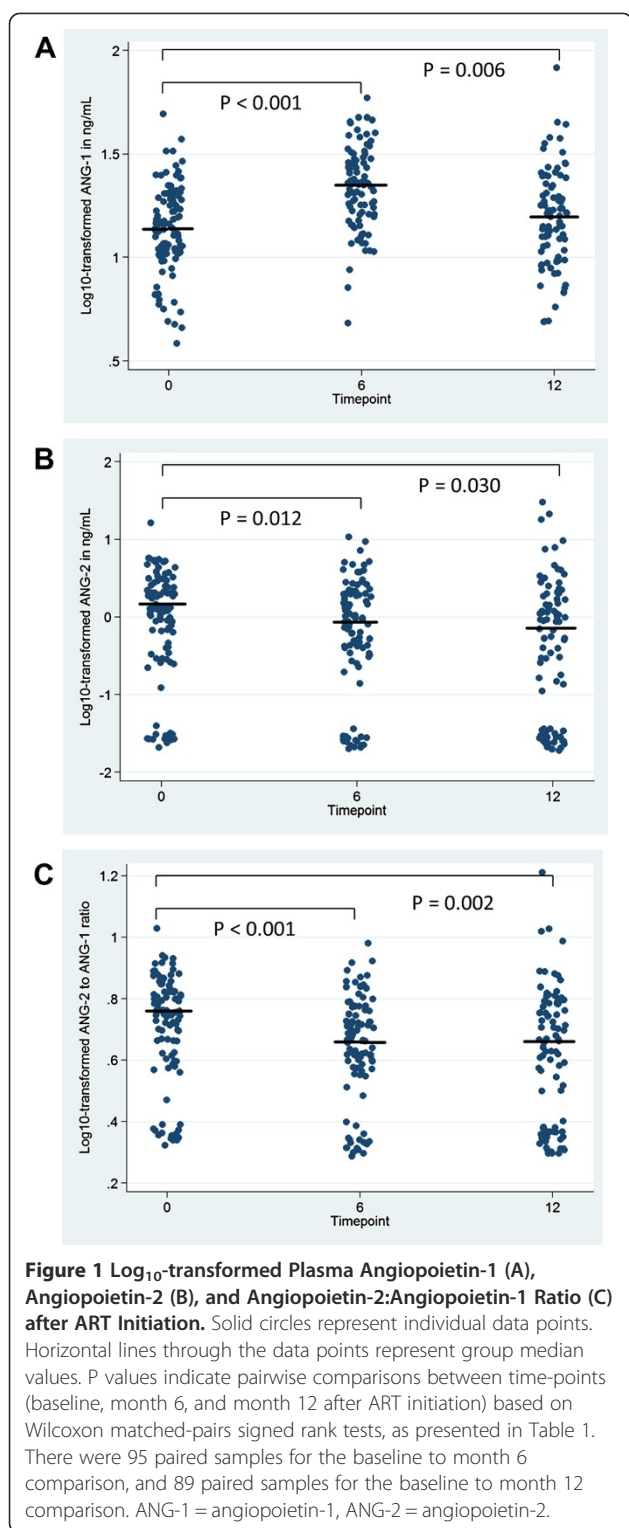 A
Log10-transformed ANG-1 in ng/mL
2
1.5
1
.5
P = 0.006
P < 0.001
0 6 12
Timepoint
B
Log10-transformed ANG-2 in ng/mL
2
1
0
-1
-2
P = 0.030
P = 0.012
0 6 12
Timepoint
C
Log10-transformed ANG-2 to ANG-1 ratio
1.2
1
.8
.6
.4
.2
P = 0.002
P < 0.001
0 6 12
Timepoint
Figure 1 Log₁₀-transformed Plasma Angiopoietin-1 (A),
Angiopoietin-2 (B), and Angiopoietin-2:Angiopoietin-1 Ratio (C)
after ART Initiation. Solid circles represent individual data points.
Horizontal lines through the data points represent group median
values. P values indicate pairwise comparisons between time-points
(baseline, month 6, and month 12 after ART initiation) based on
Wilcoxon matched-pairs signed rank tests, as presented in Table 1.
There were 95 paired samples for the baseline to month 6
comparison, and 89 paired samples for the baseline to month 12
comparison. ANG-1 = angiopoietin-1, ANG-2 = angiopoietin-2.